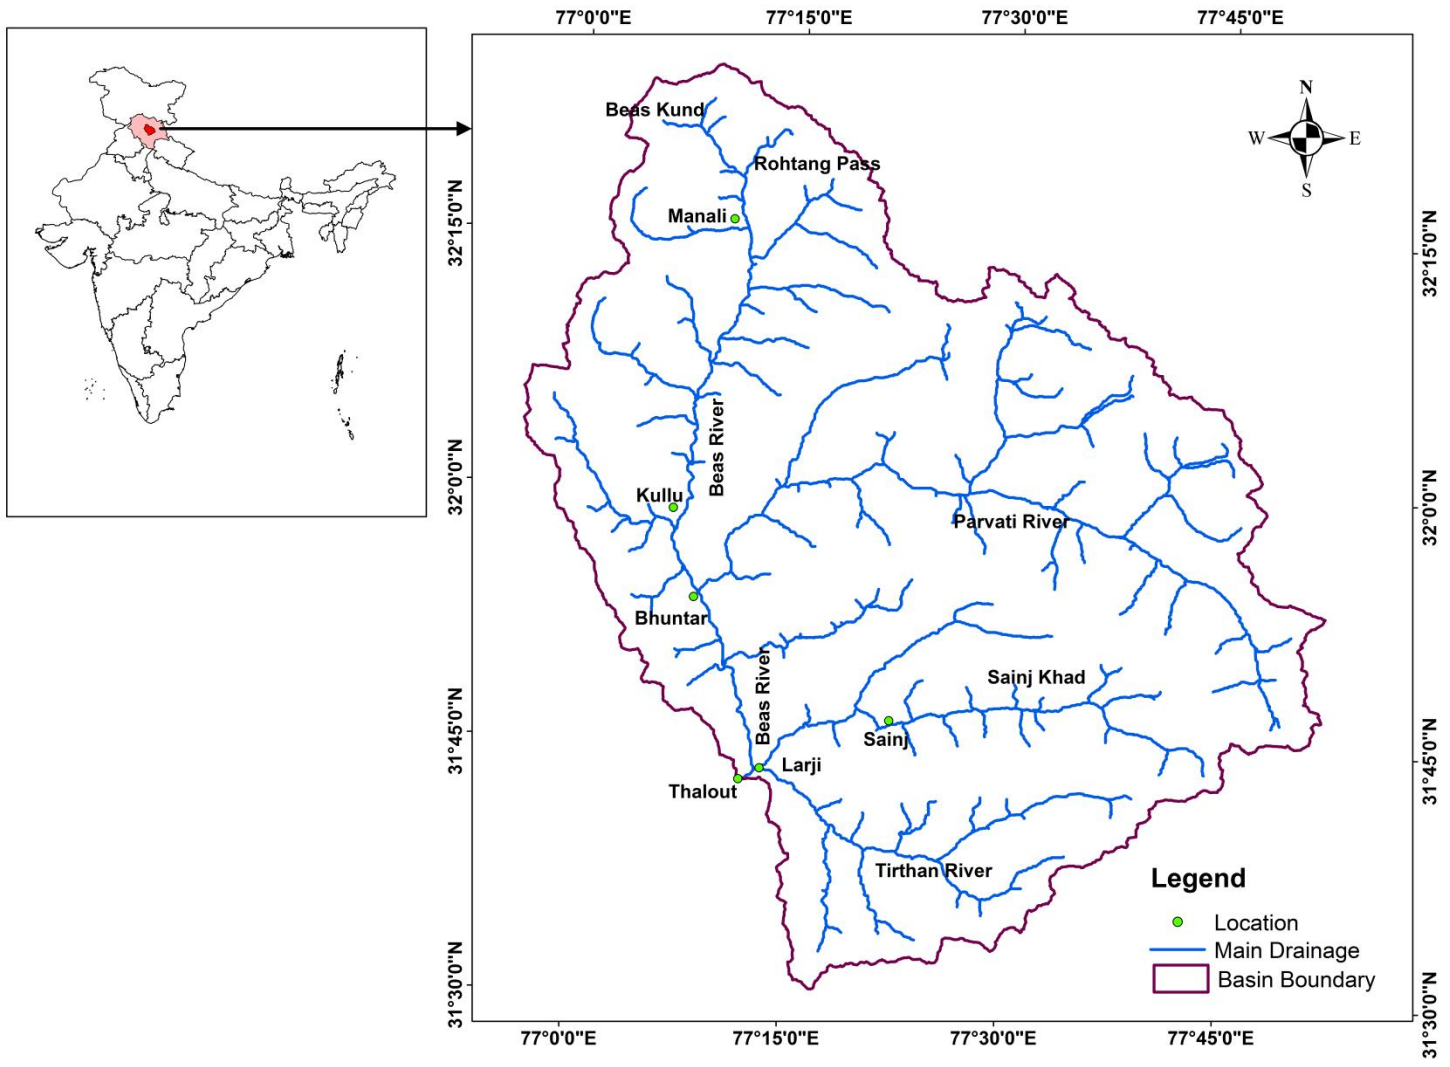 77°0'0"E
77°15'0"E
77°30'0"E
77°45'0"E
N
W
E
S
Beas Kund
Rohtang Pass
Manali
32°15'0"N
32°15'0"N
Beas River
Kullu
32°0'0"N
32°0'0"N
Parvati River
Bhuntar
Beas River
Sainj Khad
Sainj
31°45'0"N
31°45'0"N
Larji
Thalout
Tirthan River
Legend
Location
Main Drainage
Basin Boundary
31°30'0"N
31°30'0"N
77°0'0"E
77°15'0"E
77°30'0"E
77°45'0"E